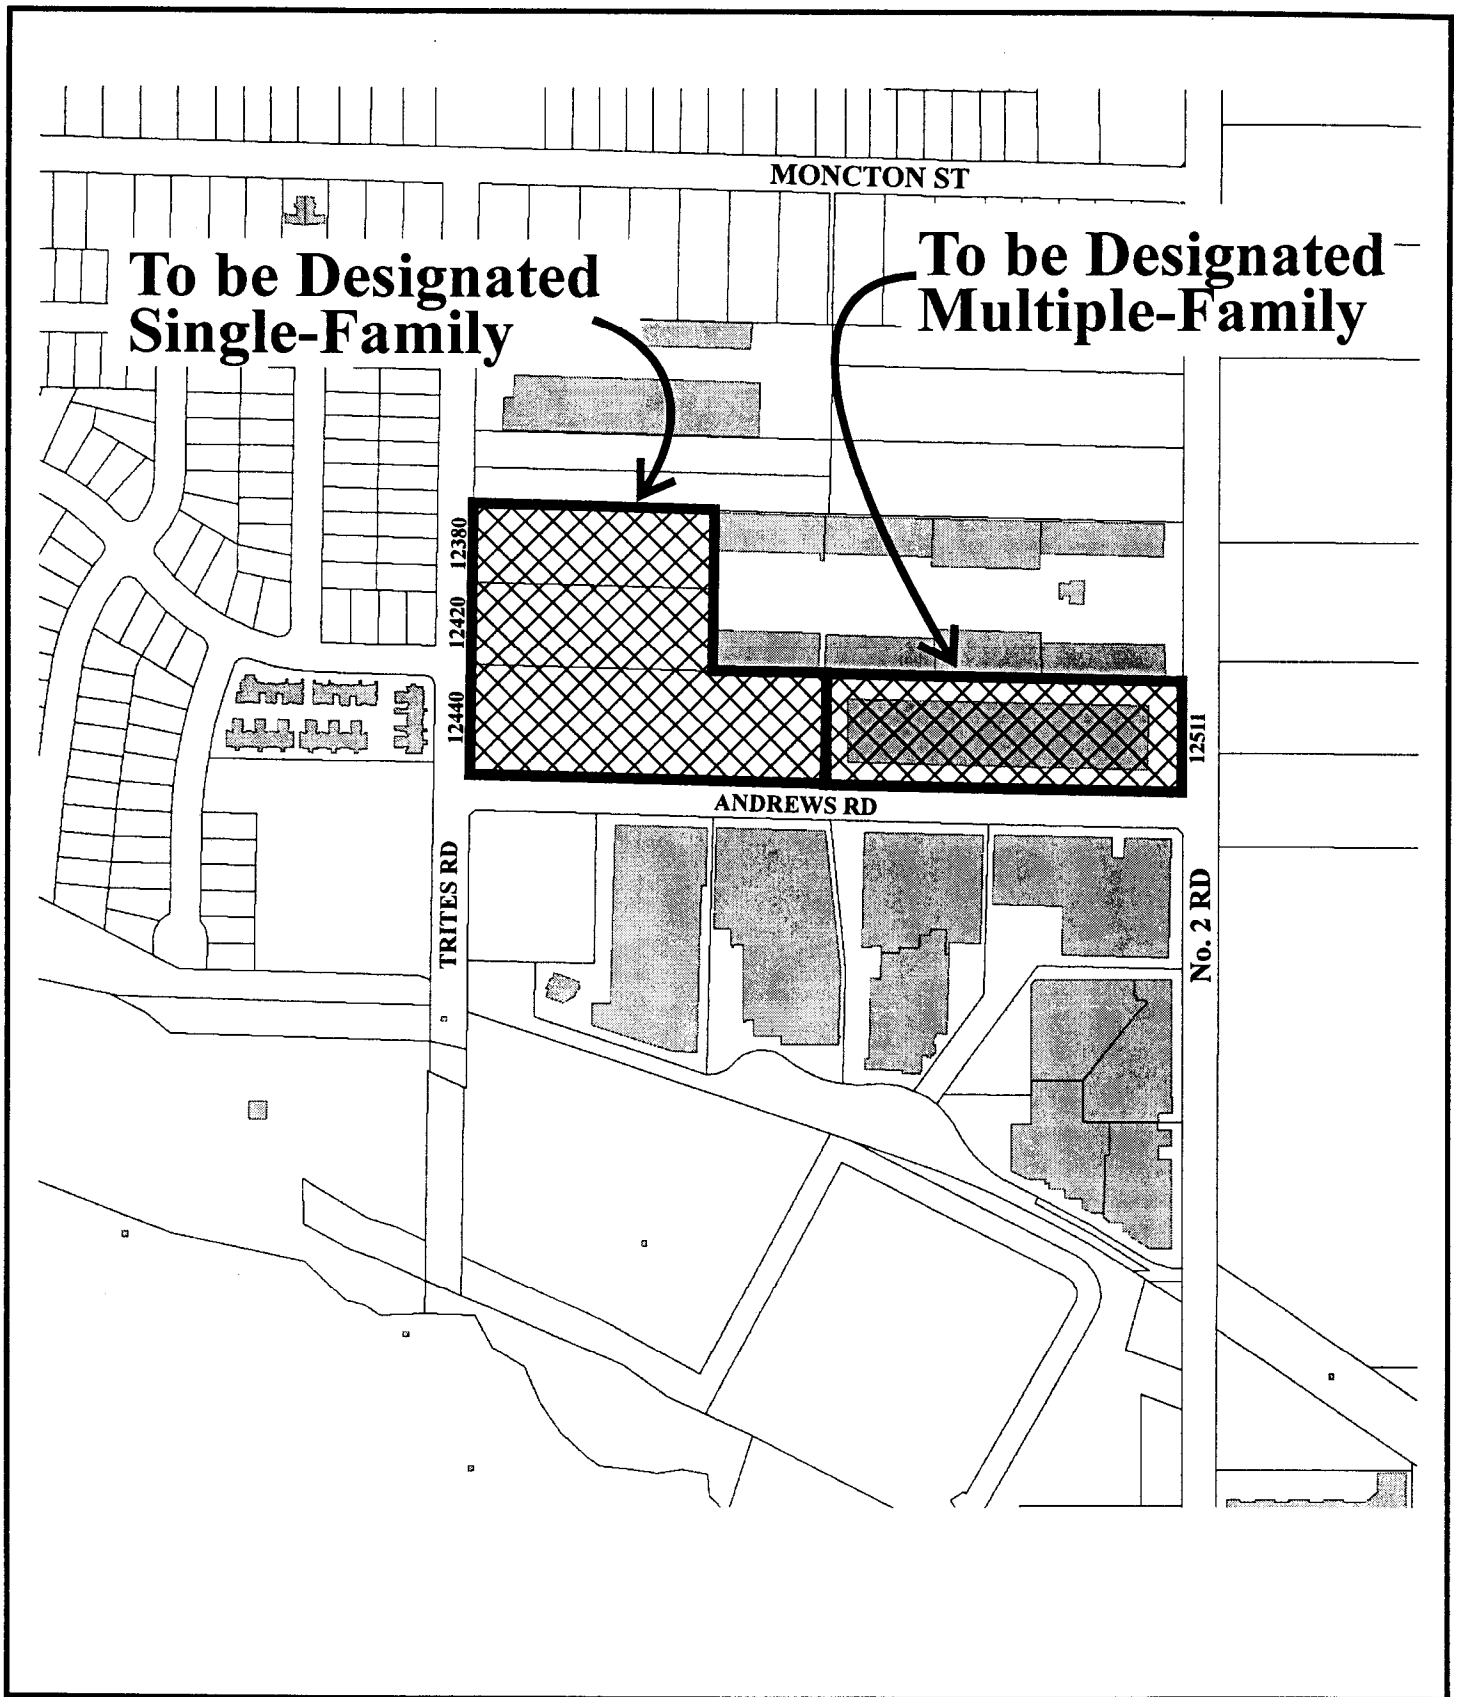 MONCTON ST
To be Designated
Single-Family
To be Designated
Multiple-Family
12380
12420
12440
12511
ANDREWS RD
TRITES RD
No. 2 RD